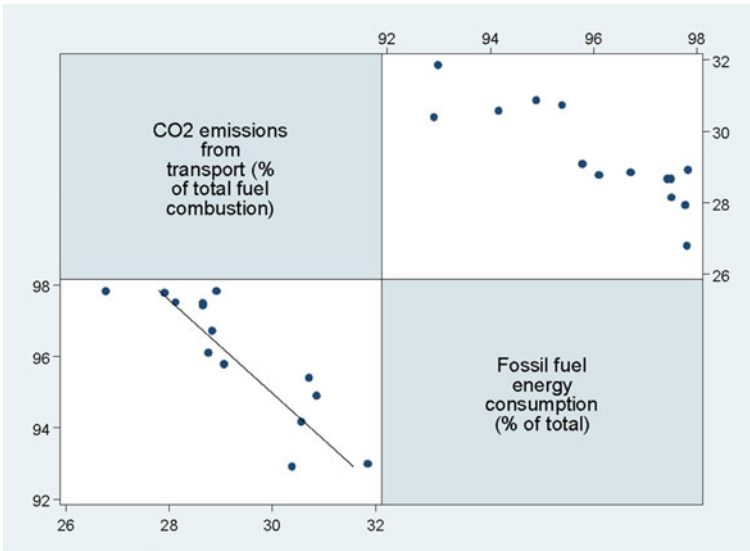 92 94 96 98
CO2 emissions
from
transport (%
of total fuel
combustion)
32
30
28
26
98
96
94
92
Fossil fuel
energy
consumption
(% of total)
26 28 30 32